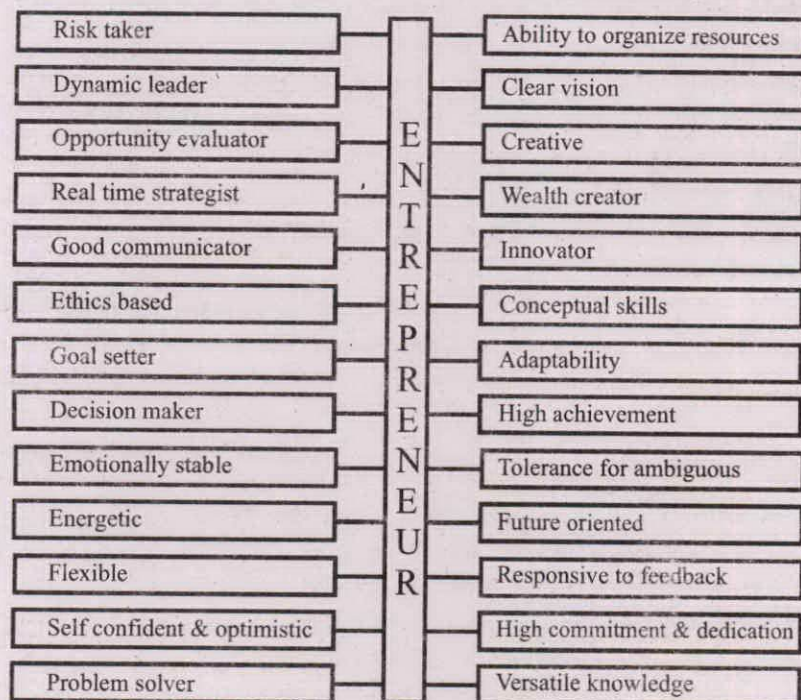 Risk taker
Dynamic leader
Opportunity evaluator
Real time strategist
Good communicator
Ethics based
Goal setter
Decision maker
Emotionally stable
Energetic
Flexible
Self confident & optimistic
Problem solver
ENTREPRENEUR
Ability to organize resources
Clear vision
Creative
Wealth creator
Innovator
Conceptual skills
Adaptability
High achievement
Tolerance for ambiguous
Future oriented
Responsive to feedback
High commitment & dedication
Versatile knowledge